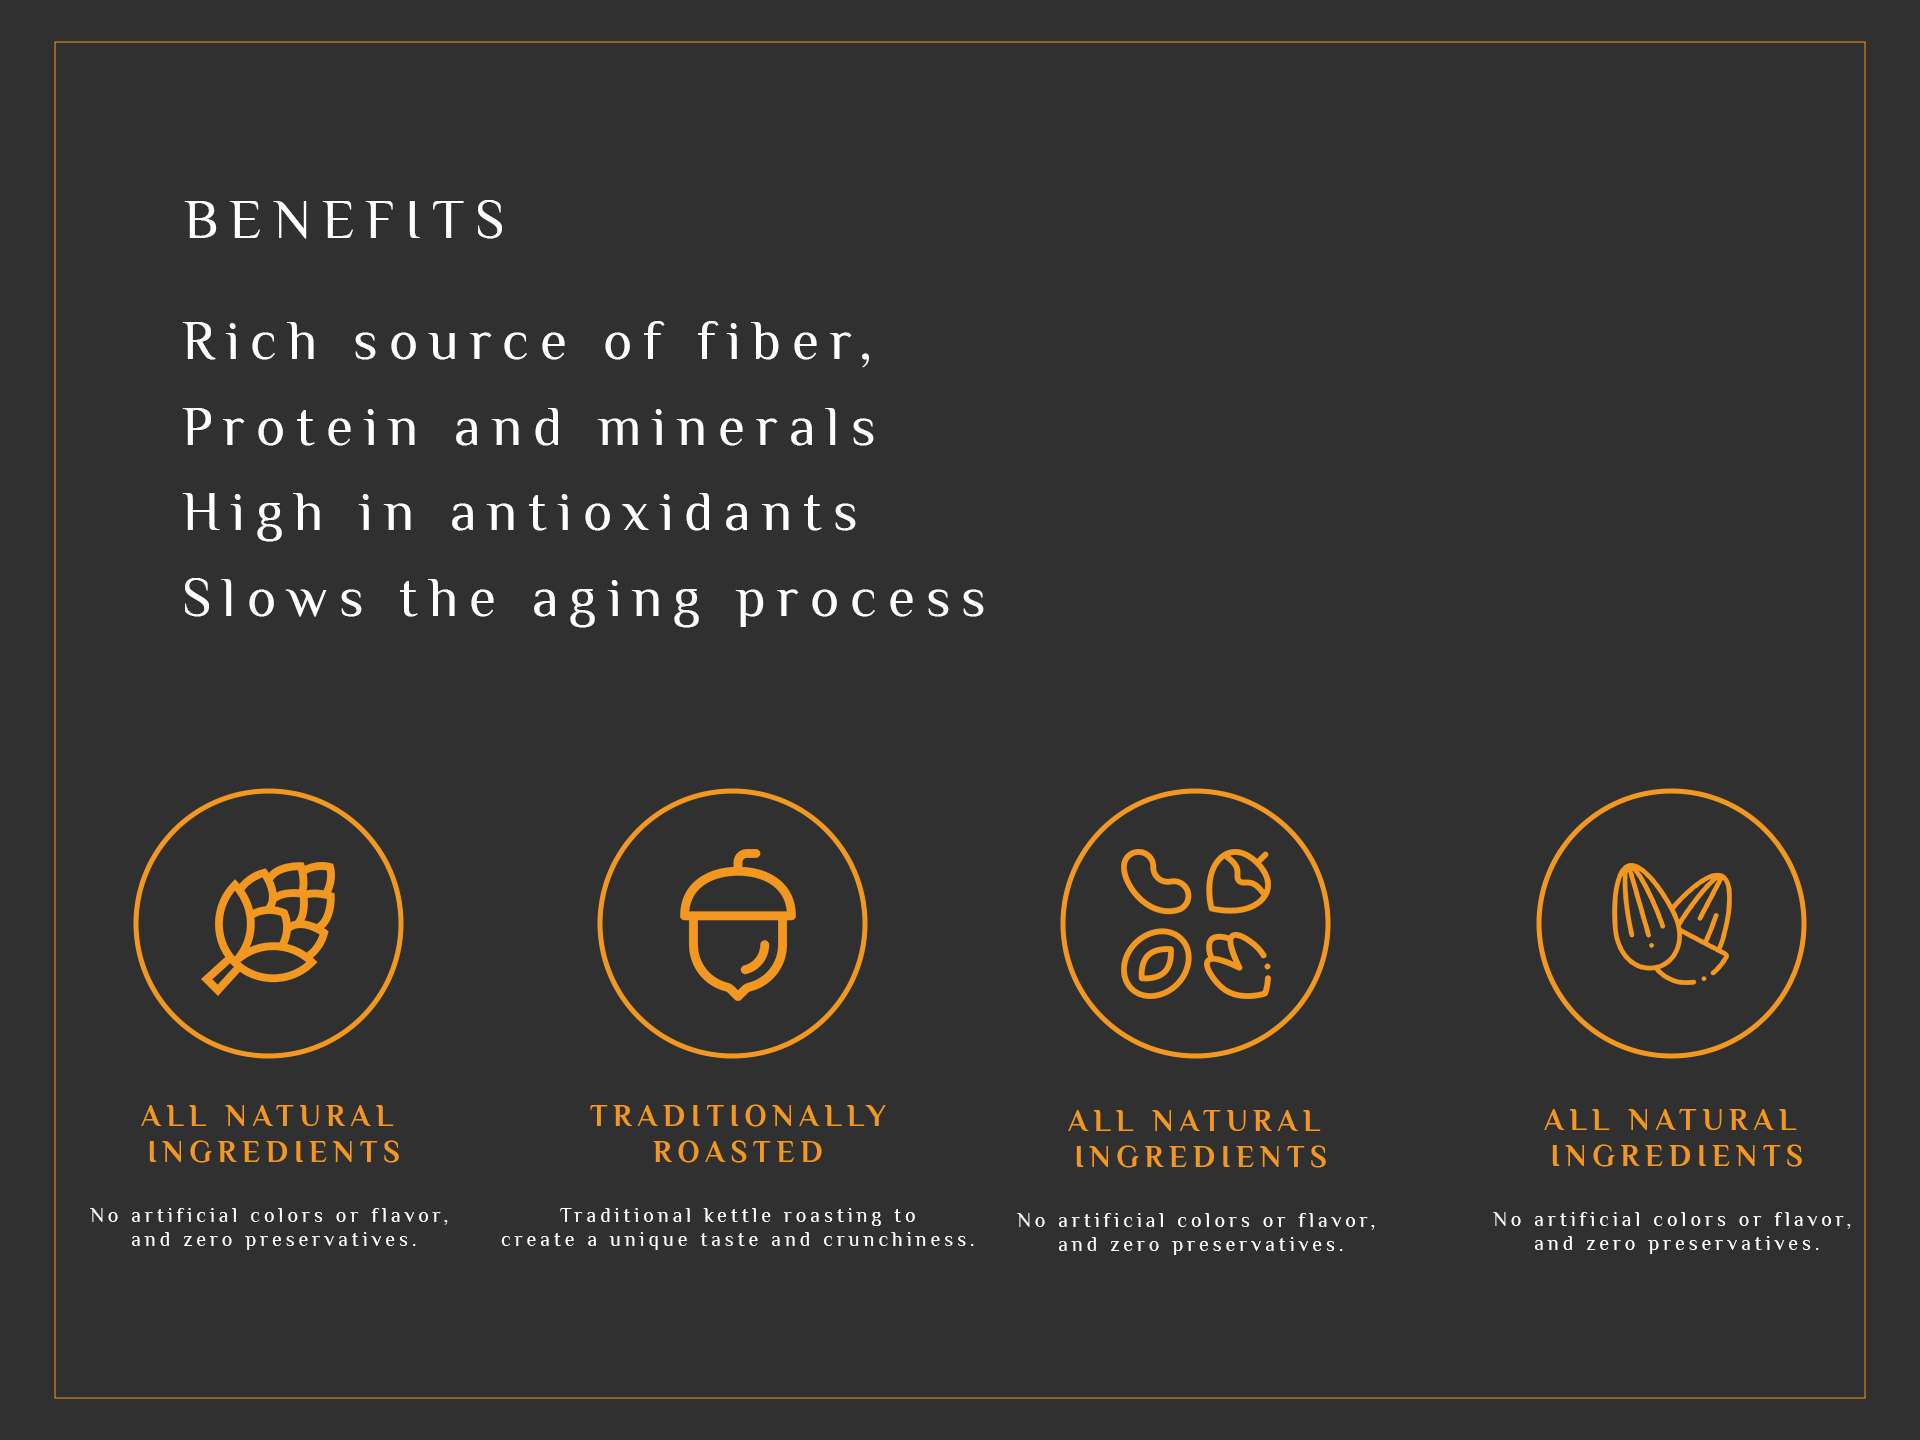 BENEFITS
Rich source of fiber,
Protein and minerals
High in antioxidants
Slows the aging process
ALL NATURAL
INGREDIENTS
No artificial colors or flavor,
and zero preservatives.
TRADITIONALLY
ROASTED
Traditional kettle roasting to
create a unique taste and crunchiness.
ALL NATURAL
INGREDIENTS
No artificial colors or flavor,
and zero preservatives.
ALL NATURAL
INGREDIENTS
No artificial colors or flavor,
and zero preservatives.